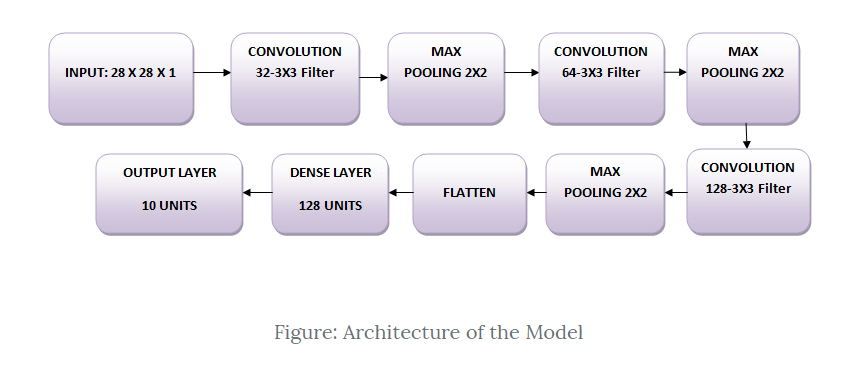 INPUT: 28 X 28 X 1
CONVOLUTION
32-3X3 Filter
MAX
POOLING 2X2
CONVOLUTION
64-3X3 Filter
MAX
POOLING 2X2
CONVOLUTION
128-3X3 Filter
MAX
POOLING 2X2
FLATTEN
DENSE LAYER
128 UNITS
OUTPUT LAYER
10 UNITS
Figure: Architecture of the Model